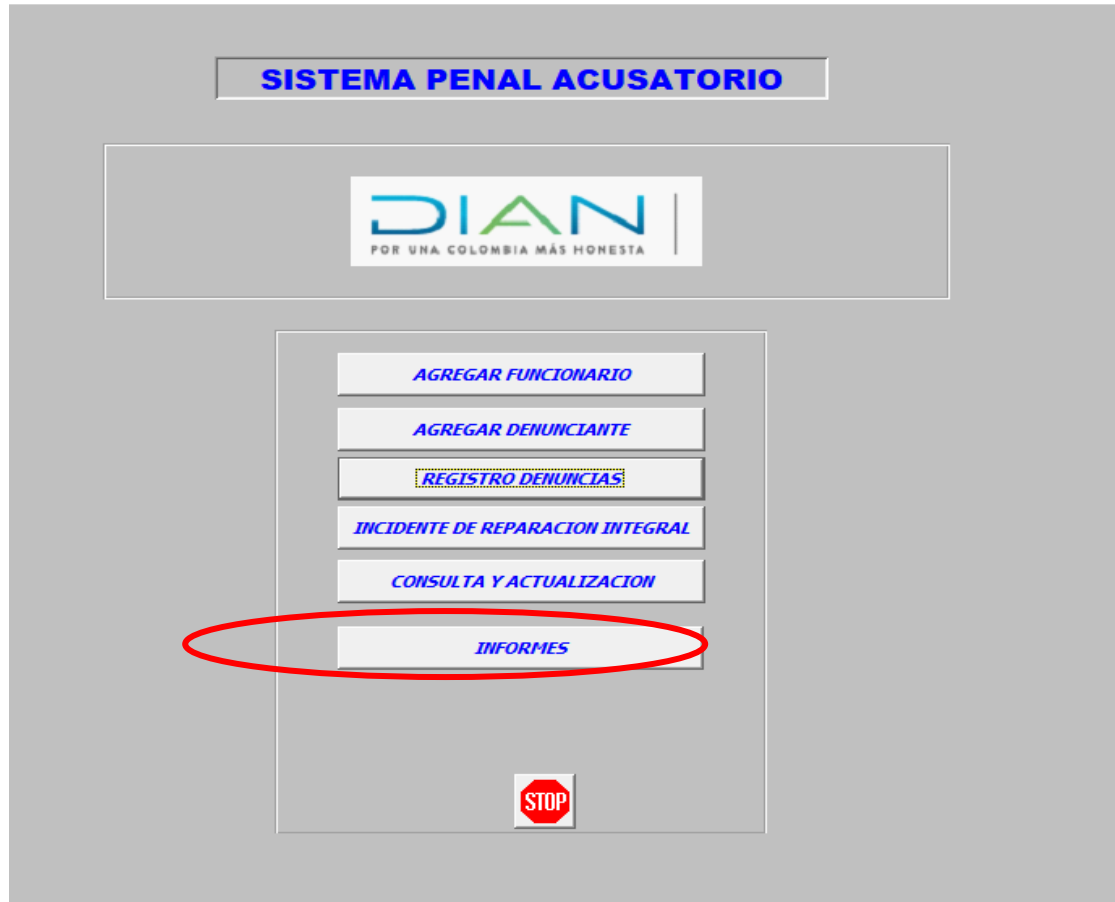 SISTEMA PENAL ACUSATORIO
DIAN
POR UNA COLOMBIA MÁS HONESTA
AGREGAR FUNCIONARIO
AGREGAR DENUNCIANTE
REGISTRO DENUNCIAS
INCIDENTE DE REPARACION INTEGRAL
CONSULTA Y ACTUALIZACION
INFORMES
STOP